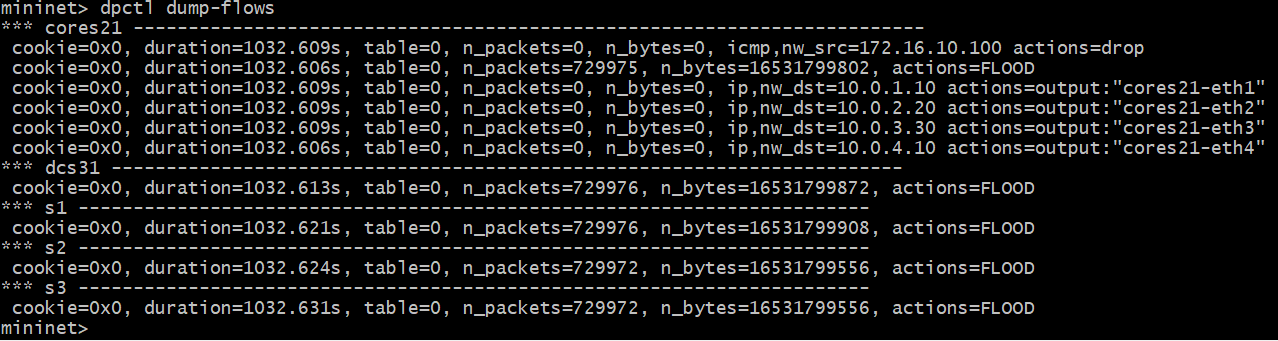 mininet> dpctl dump-flows
*** cores21 ------------------------------------------------------------------------
 cookie=0x0, duration=1032.609s, table=0, n_packets=0, n_bytes=0, icmp,nw_src=172.16.10.100 actions=drop
 cookie=0x0, duration=1032.606s, table=0, n_packets=729975, n_bytes=16531799802, actions=FLOOD
 cookie=0x0, duration=1032.609s, table=0, n_packets=0, n_bytes=0, ip,nw_dst=10.0.1.10 actions=output:"cores21-eth1"
 cookie=0x0, duration=1032.609s, table=0, n_packets=0, n_bytes=0, ip,nw_dst=10.0.2.20 actions=output:"cores21-eth2"
 cookie=0x0, duration=1032.609s, table=0, n_packets=0, n_bytes=0, ip,nw_dst=10.0.3.30 actions=output:"cores21-eth3"
 cookie=0x0, duration=1032.606s, table=0, n_packets=0, n_bytes=0, ip,nw_dst=10.0.4.10 actions=output:"cores21-eth4"
*** dcs31 ------------------------------------------------------------------------
 cookie=0x0, duration=1032.613s, table=0, n_packets=729976, n_bytes=16531799872, actions=FLOOD
*** s1 ------------------------------------------------------------------------
 cookie=0x0, duration=1032.621s, table=0, n_packets=729976, n_bytes=16531799908, actions=FLOOD
*** s2 ------------------------------------------------------------------------
 cookie=0x0, duration=1032.624s, table=0, n_packets=729972, n_bytes=16531799556, actions=FLOOD
*** s3 ------------------------------------------------------------------------
 cookie=0x0, duration=1032.631s, table=0, n_packets=729972, n_bytes=16531799556, actions=FLOOD
mininet>